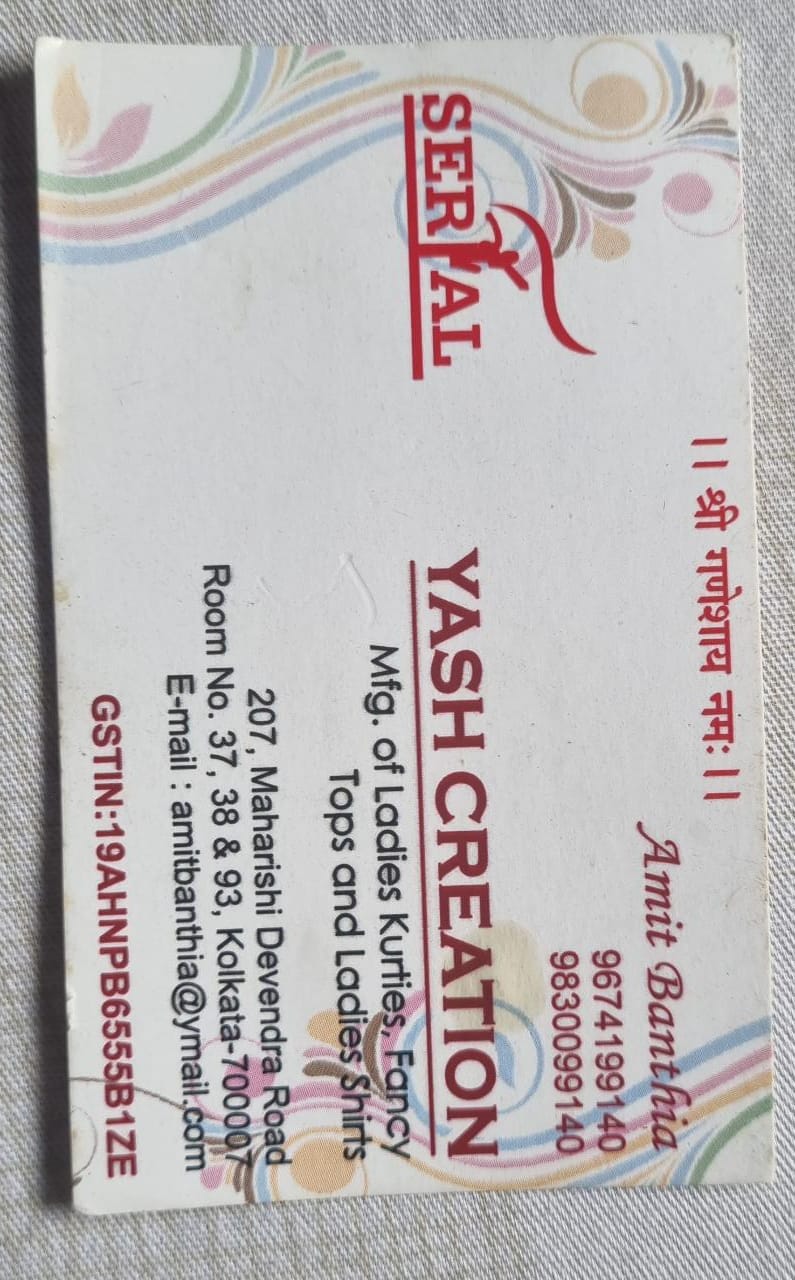 ।। श्री गणेशाय नमः ।।
Amit Banthia
9674199140
9830099140
SERIAL
YASH CREATION
Mfg. of Ladies Kurties, Fancy
Tops and Ladies Shirts
207, Maharishi Devendra Road
Room No. 37, 38 & 93, Kolkata-700007
E-mail : amitbanthia@ymail.com
GSTIN:19AHNPB6555B1ZE